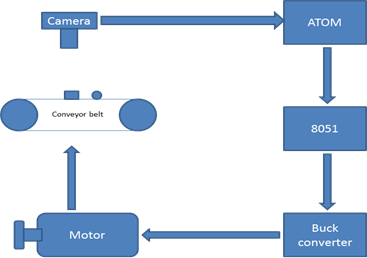 Camera
ATOM
Conveyor belt
8051
Motor
Buck
converter